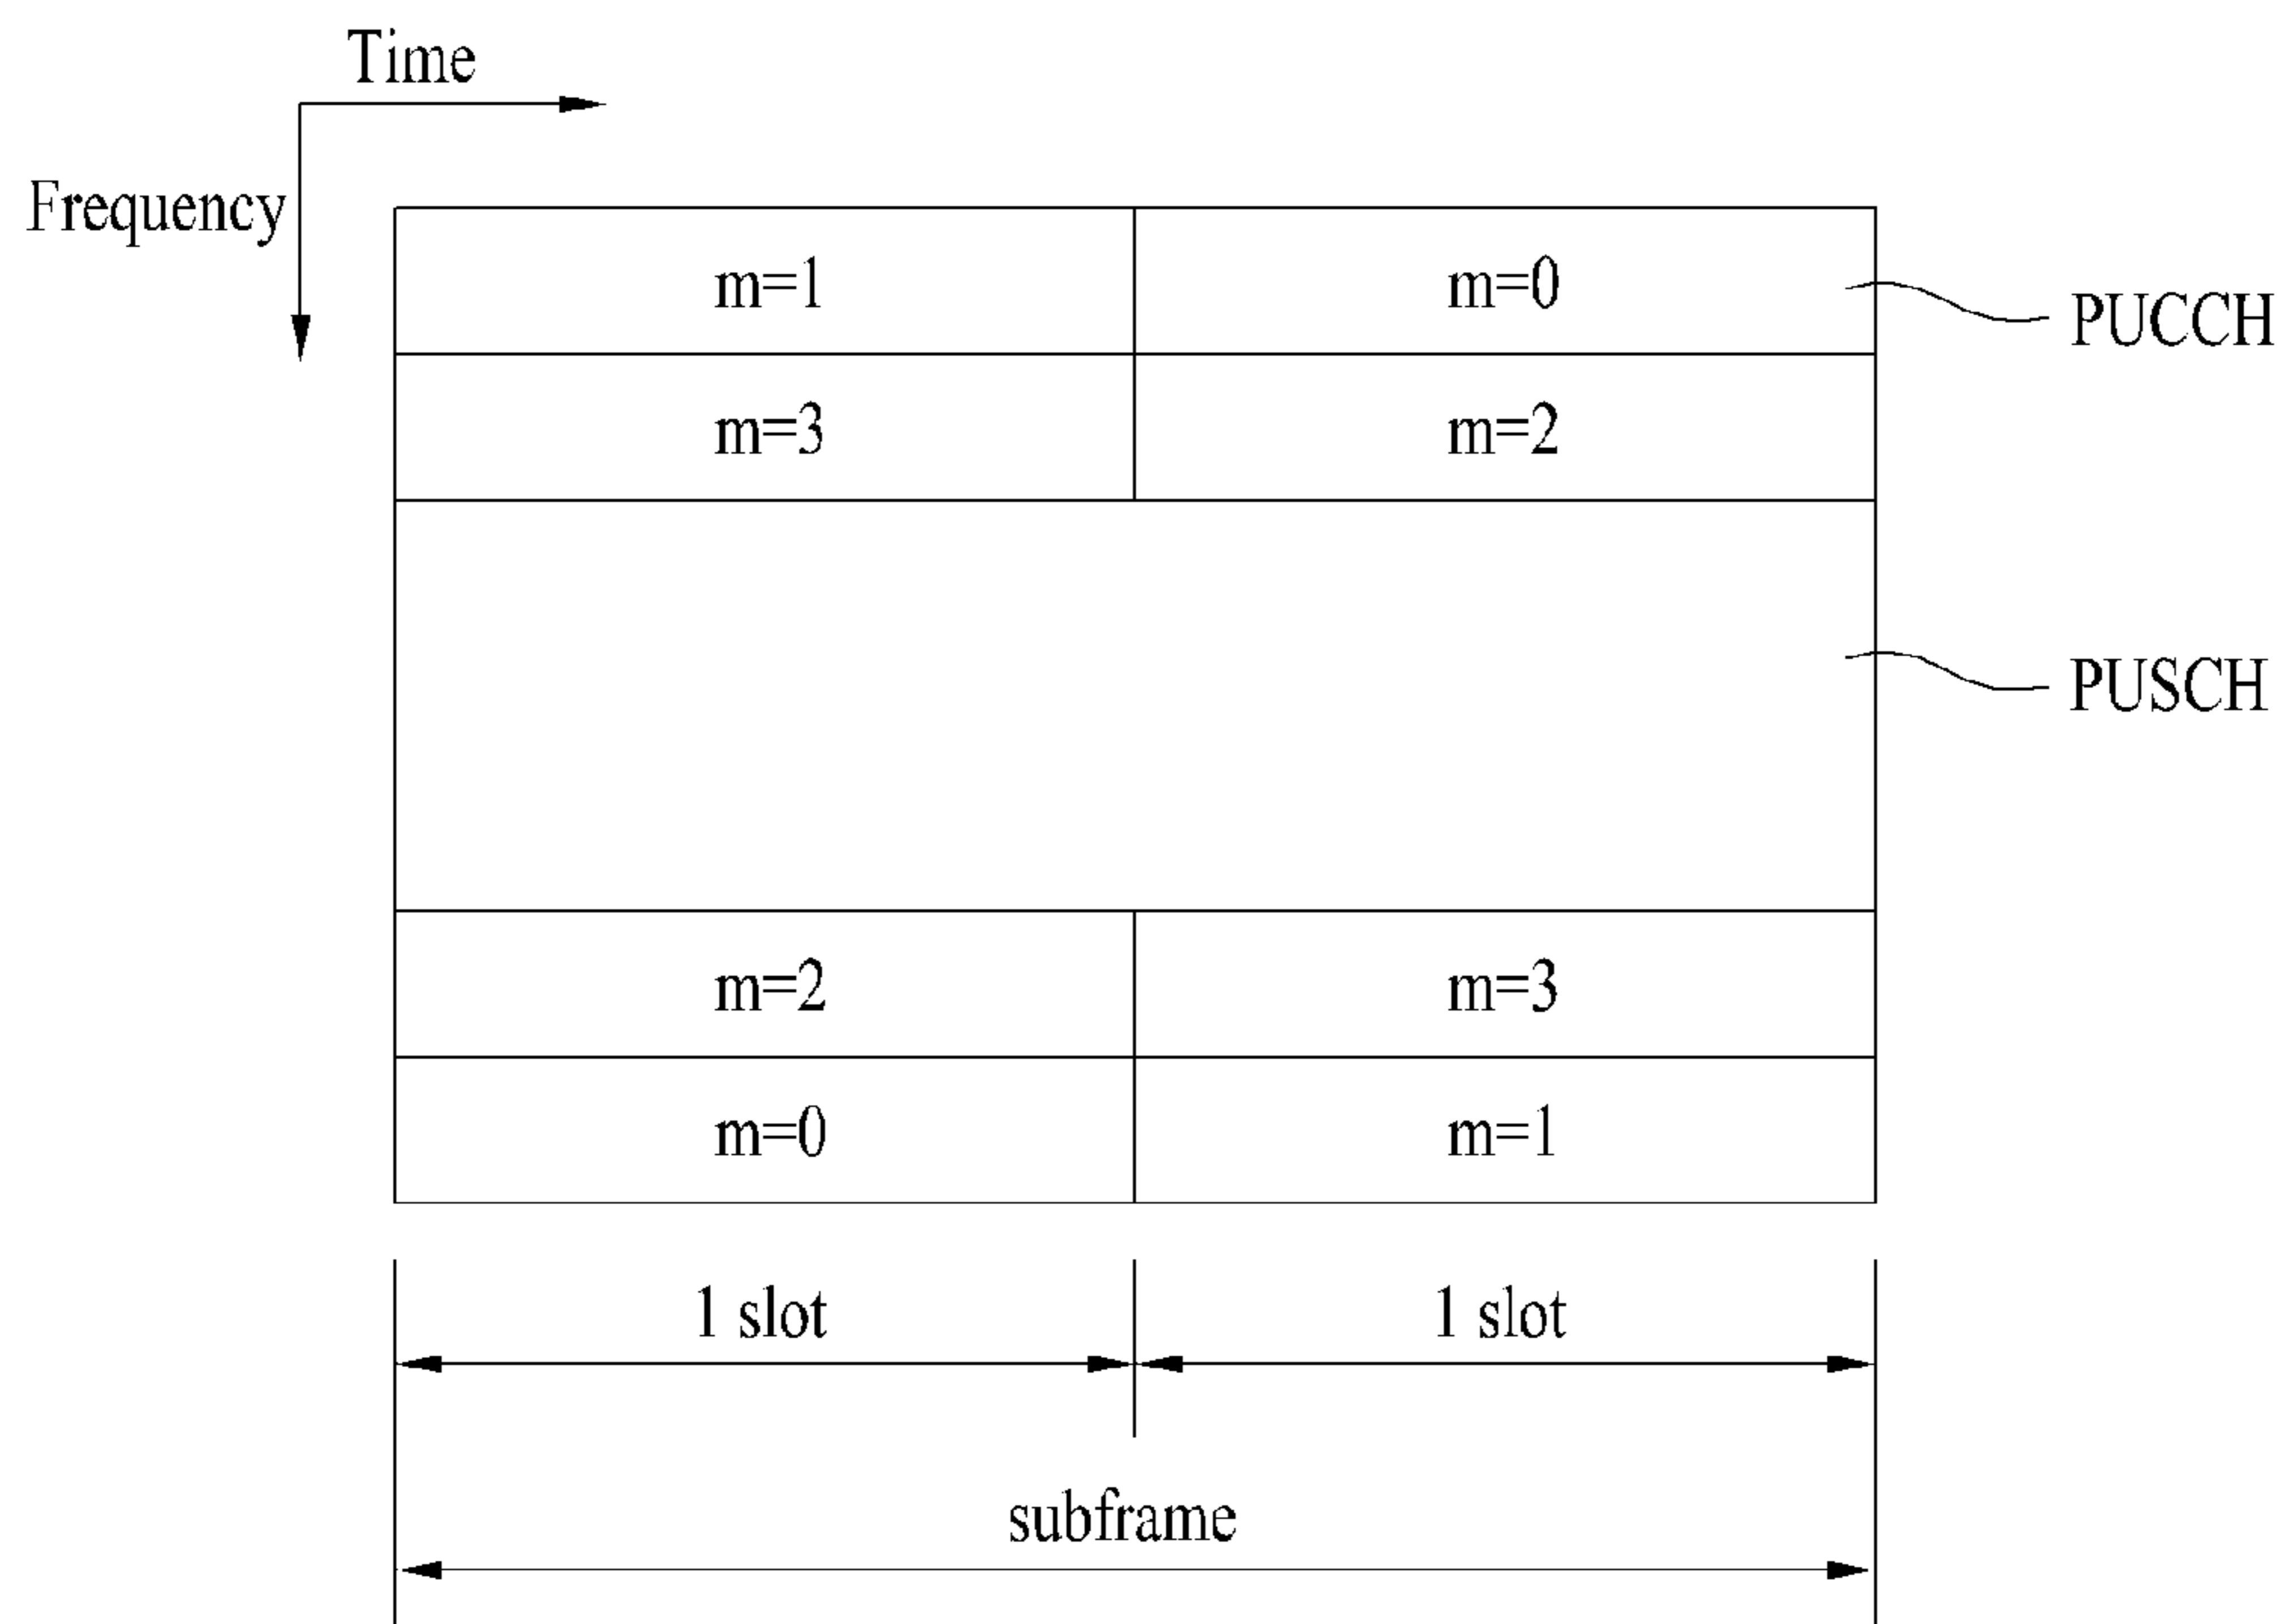 Time
Frequency
m=1
m=0
PUCCH
m=3
m=2
PUSCH
m=2
m=3
m=0
m=1
1 slot
1 slot
subframe